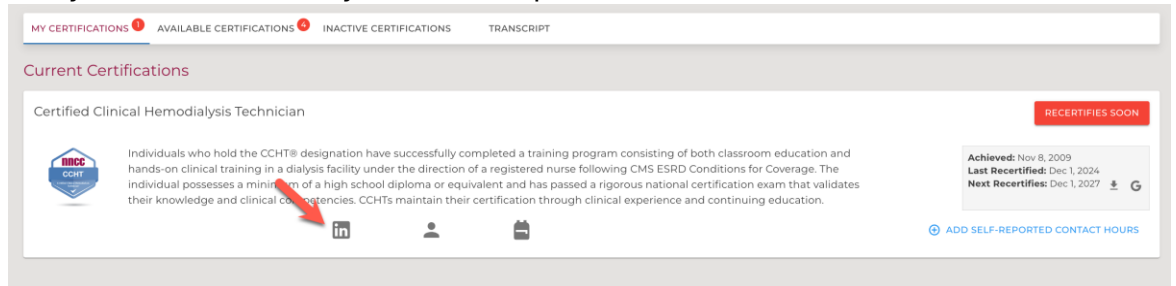 MY CERTIFICATIONS 1 AVAILABLE CERTIFICATIONS 4 INACTIVE CERTIFICATIONS TRANSCRIPT
Current Certifications
Certified Clinical Hemodialysis Technician
RECERTIFIES SOON
nncc
CCHT
Individuals who hold the CCHT® designation have successfully completed a training program consisting of both classroom education and
hands-on clinical training in a dialysis facility under the direction of a registered nurse following CMS ESRD Conditions for Coverage. The
individual possesses a minimum of a high school diploma or equivalent and has passed a rigorous national certification exam that validates
their knowledge and clinical competencies. CCHTs maintain their certification through clinical experience and continuing education.
Achieved: Nov 8, 2009
Last Recertified: Dec 1, 2024
Next Recertifies: Dec 1, 2027 G
in
ADD SELF-REPORTED CONTACT HOURS